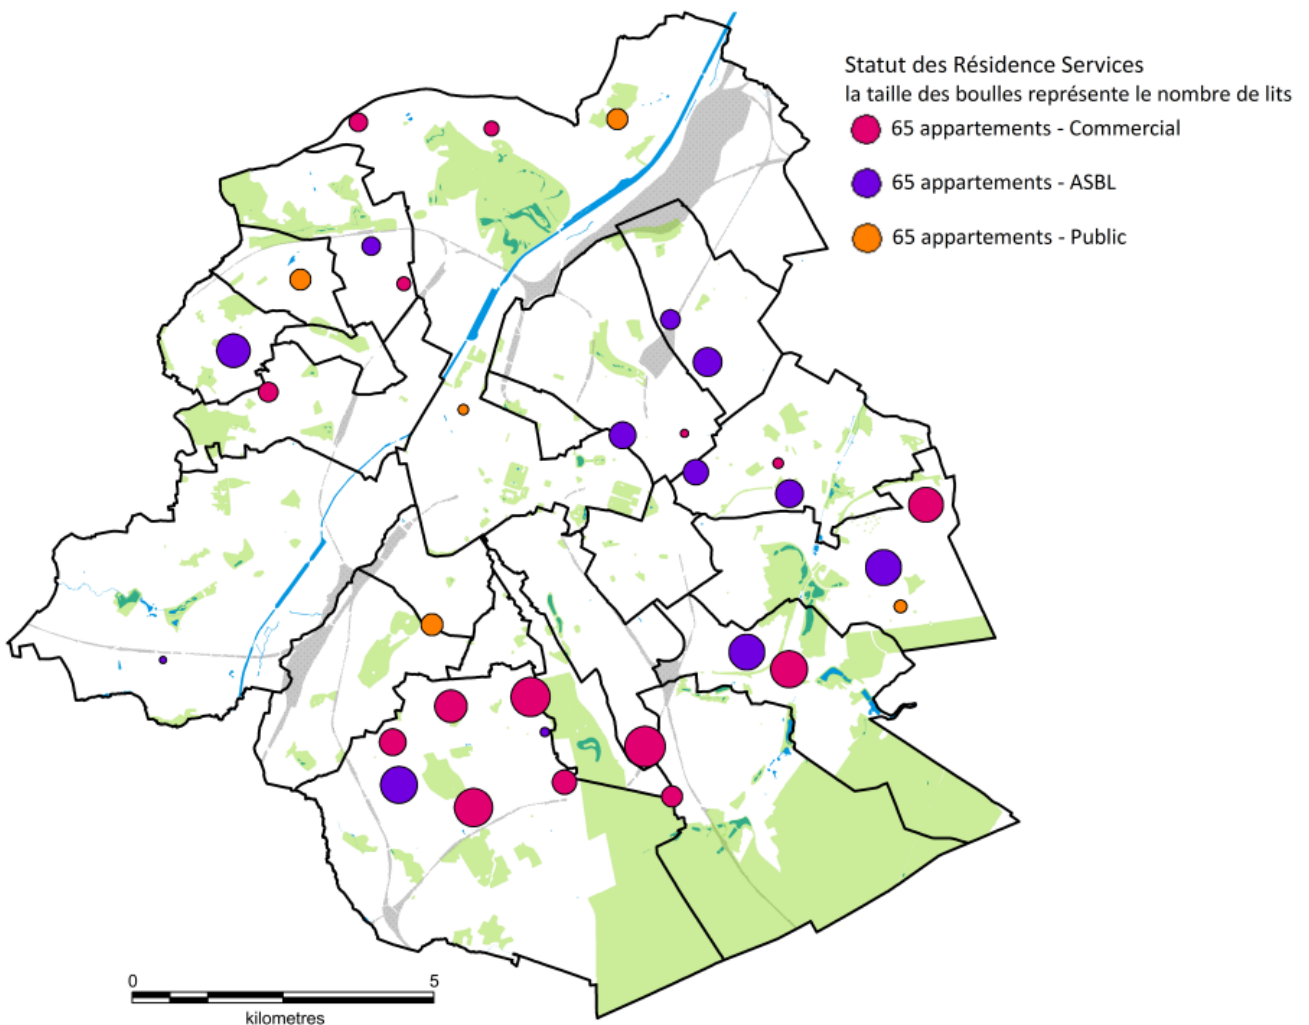 Statut des Résidence Services
la taille des boulles représente le nombre de lits
65 appartements - Commercial
65 appartements - ASBL
65 appartements - Public
0 5
kilometres